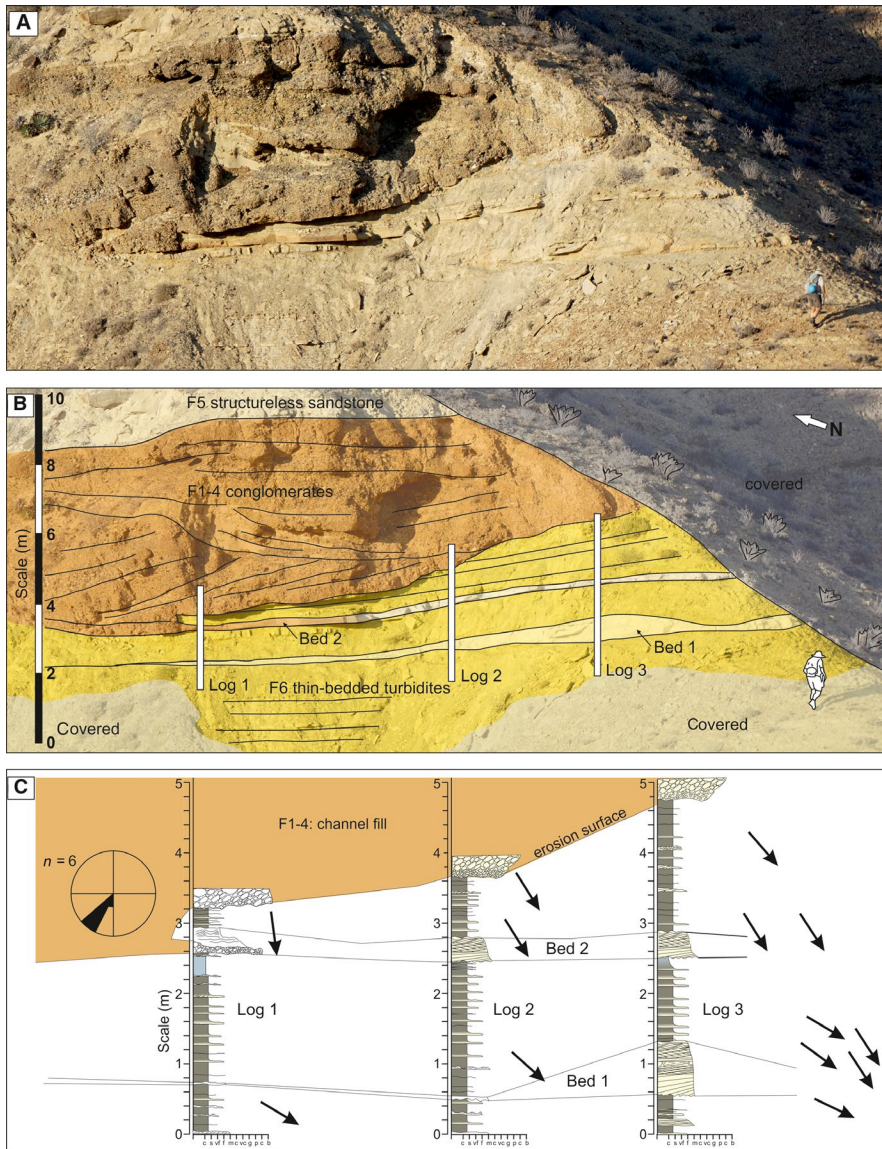 A
B
10
8
6
4
2
0
Scale (m)
F5 structureless sandstone
N
F1-4 conglomerates
covered
Bed 2
Bed 1
Log 1
Log 2
Log 3
F6 thin-bedded turbidites
Covered
Covered
C
n = 6
F1-4: channel fill
erosion surface
5
4
3
2
1
0
Scale (m)
5
4
3
2
1
0
5
4
3
2
1
0
Bed 2
Log 1
Log 2
Log 3
Bed 1
c s vf f m c vc g p c b
c s vf f m c vc g p c b
c s vf f m c vc g p c b